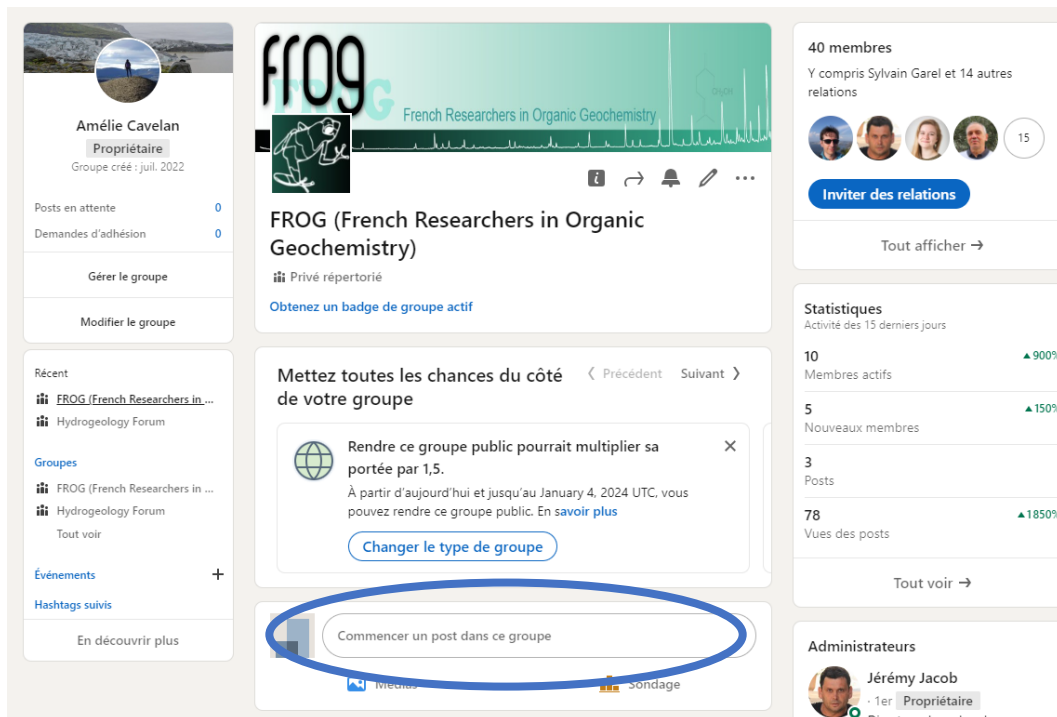 Amélie Cavelan
Propriétaire
Groupe créé : juil. 2022
Posts en attente 0
Demandes d'adhésion 0
Gérer le groupe
Modifier le groupe
Récent
FROG (French Researchers in ...
Hydrogeology Forum
Groupes
FROG (French Researchers in ...
Hydrogeology Forum
Tout voir
Événements +
Hashtags suivis
En découvrir plus
frog
French Researchers in Organic Geochemistry
FROG (French Researchers in Organic
Geochemistry)
Privé répertorié
Obtenez un badge de groupe actif
Mettez toutes les chances du côté
de votre groupe
Précédent Suivant
Rendre ce groupe public pourrait multiplier sa
portée par 1,5.
À partir d'aujourd'hui et jusqu'au January 4, 2024 UTC, vous
pouvez rendre ce groupe public. En savoir plus
Changer le type de groupe
Commencer un post dans ce groupe
Médias Sondage
40 membres
Y compris Sylvain Garel et 14 autres
relations
15
Inviter des relations
Tout afficher →
Statistiques
Activité des 15 derniers jours
10 ▲ 900%
Membres actifs
5 ▲ 150%
Nouveaux membres
3
Posts
78 ▲ 1850%
Vues des posts
Tout voir →
Administrateurs
Jérémy Jacob
· 1er Propriétaire